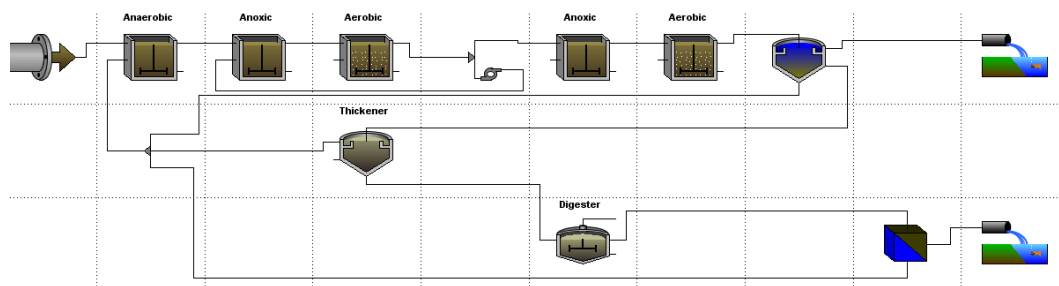 Anaerobic
Anoxic
Aerobic
Anoxic
Aerobic
Thickener
Digester